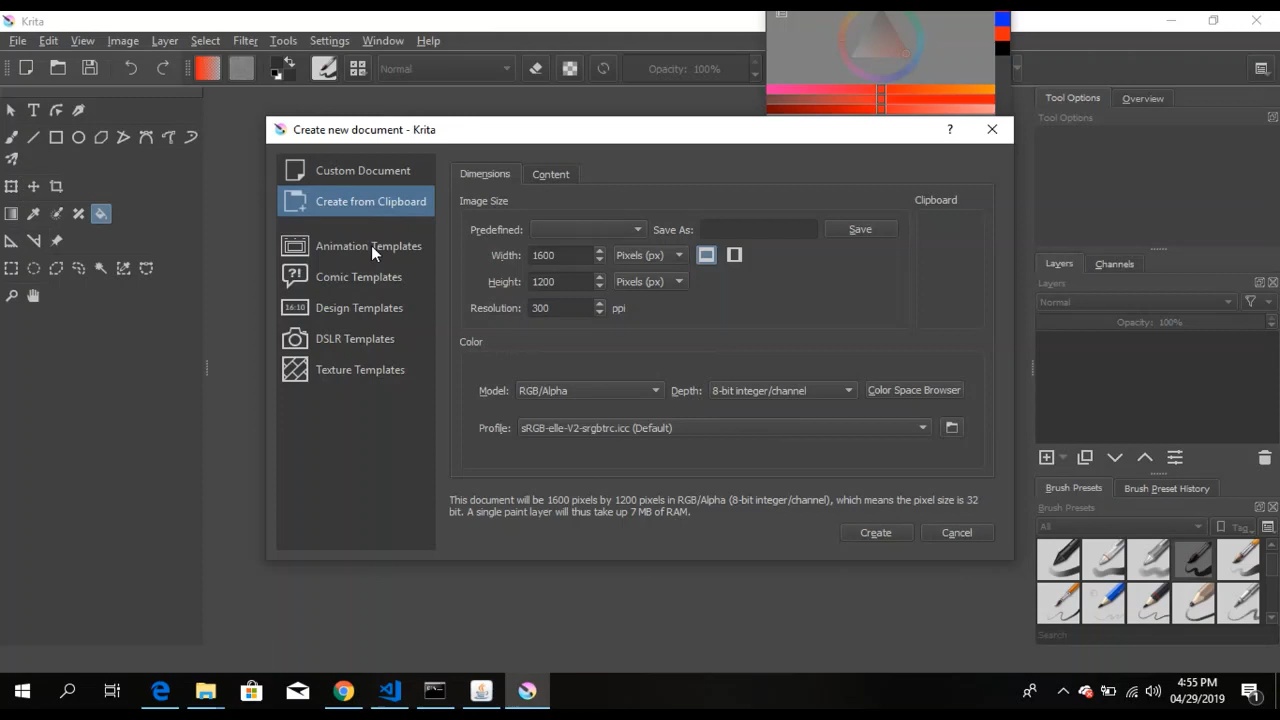 Krita
File Edit View Image Layer Select Filter Tools Settings Window Help
Normal Opacity: 100%
Tool Options Overview
Tool Options
Create new document - Krita ?
Custom Document
Create from Clipboard
Animation Templates
?!
Comic Templates
16:10
Design Templates
DSLR Templates
Texture Templates
Dimensions Content
Image Size Clipboard
Predefined: Save As: Save
Width: 1600 Pixels (px)
Height: 1200 Pixels (px)
Resolution: 300 ppi
Color
Model: RGB/Alpha Depth: 8-bit integer/channel Color Space Browser
Profile: sRGB-elle-V2-srgbtrc.icc (Default)
This document will be 1600 pixels by 1200 pixels in RGB/Alpha (8-bit integer/channel), which means the pixel size is 32
bit. A single paint layer will thus take up 7 MB of RAM.
Create Cancel
Layers Channels
Layers
Normal
Opacity: 100%
Brush Presets Brush Preset History
Brush Presets
All Tag
Search
4:55 PM
04/29/2019
1